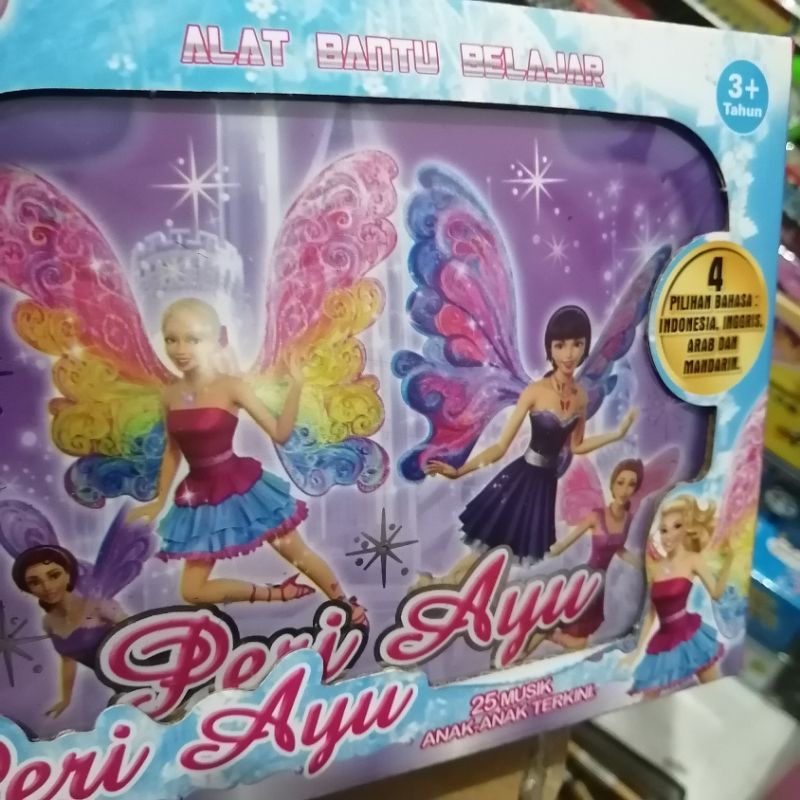 ALAT BANTU BELAJAR
3+
Tahun
4
PILIHAN BAHASA :
INDONESIA, INGGRIS,
ARAB DAN
MANDARIN.
Peri Ayu
Peri Ayu
25 MUSIK
ANAK-ANAK TERKINI.